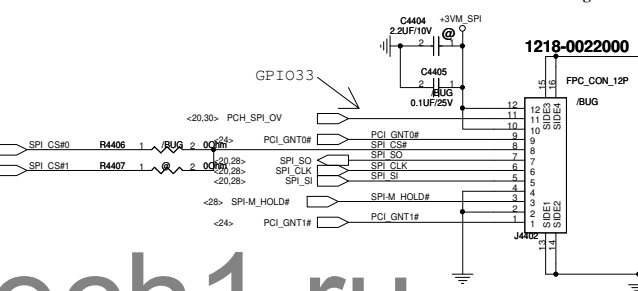 C4404
2.2UF/10V
+3VM_SPI
@
2 1
1218-0022000
GPIO33
C4405
2 1
/BUG
0.1UF/25V
15
16
FPC_CON_12P
/BUG
SIDE3
SIDE4
<20,30> PCH_SPI_OV
12 12
11 11
10 10
<24> PCI_GNT0# PCI_GNT0# 9 9
SPI_CS#0 R4406 1 /BUG 2 0Ohm SPI_CS# 8 8
<20,28> SPI_SO SPI_SO 7 7
SPI_CS#1 R4407 1 @ 2 0Ohm
<20,28> SPI_CLK SPI_CLK 6 6
<20,28> SPI_SI SPI_SI 5 5
4 4
<28> SPI-M_HOLD# SPI-M_HOLD# 3 3
2 2
<24> PCI_GNT1# PCI_GNT1# 1 1
SIDE1
SIDE2
J4402
13
14